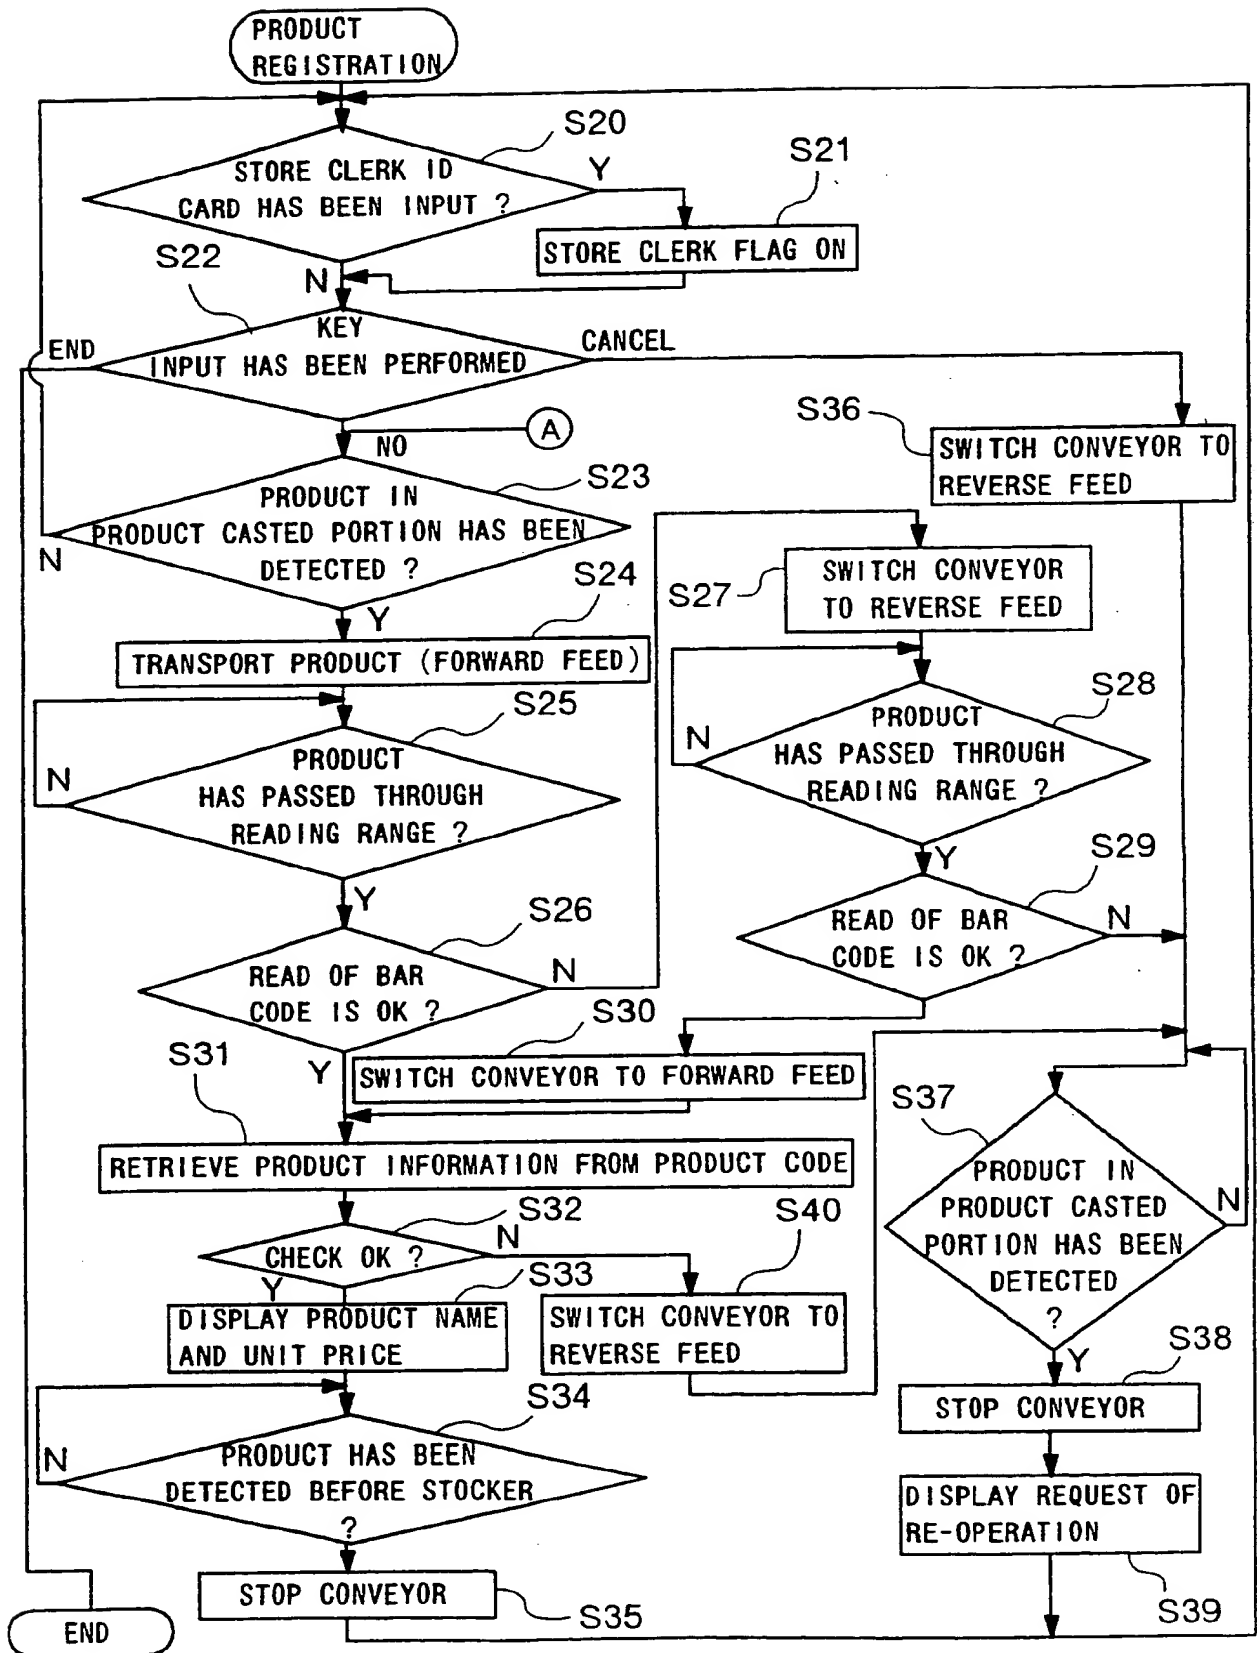 PRODUCT
REGISTRATION
S20
STORE CLERK ID
CARD HAS BEEN INPUT ?
Y
S21
STORE CLERK FLAG ON
S22
N
KEY
INPUT HAS BEEN PERFORMED
END
CANCEL
A
NO
S36
SWITCH CONVEYOR TO
REVERSE FEED
S23
PRODUCT IN
PRODUCT CASTED PORTION HAS BEEN
DETECTED ?
N
Y
S24
TRANSPORT PRODUCT (FORWARD FEED)
S27
SWITCH CONVEYOR
TO REVERSE FEED
S25
PRODUCT
HAS PASSED THROUGH
READING RANGE ?
N
Y
S28
PRODUCT
HAS PASSED THROUGH
READING RANGE ?
N
Y
S26
READ OF BAR
CODE IS OK ?
N
Y
S29
READ OF BAR
CODE IS OK ?
N
S30
SWITCH CONVEYOR TO FORWARD FEED
S31
RETRIEVE PRODUCT INFORMATION FROM PRODUCT CODE
S37
PRODUCT IN
PRODUCT CASTED
PORTION HAS BEEN
DETECTED
?
N
Y
S32
CHECK OK ?
N
Y
S33
DISPLAY PRODUCT NAME
AND UNIT PRICE
S40
SWITCH CONVEYOR TO
REVERSE FEED
S34
PRODUCT HAS BEEN
DETECTED BEFORE STOCKER
?
N
S38
STOP CONVEYOR
DISPLAY REQUEST OF
RE-OPERATION
S39
STOP CONVEYOR
S35
END